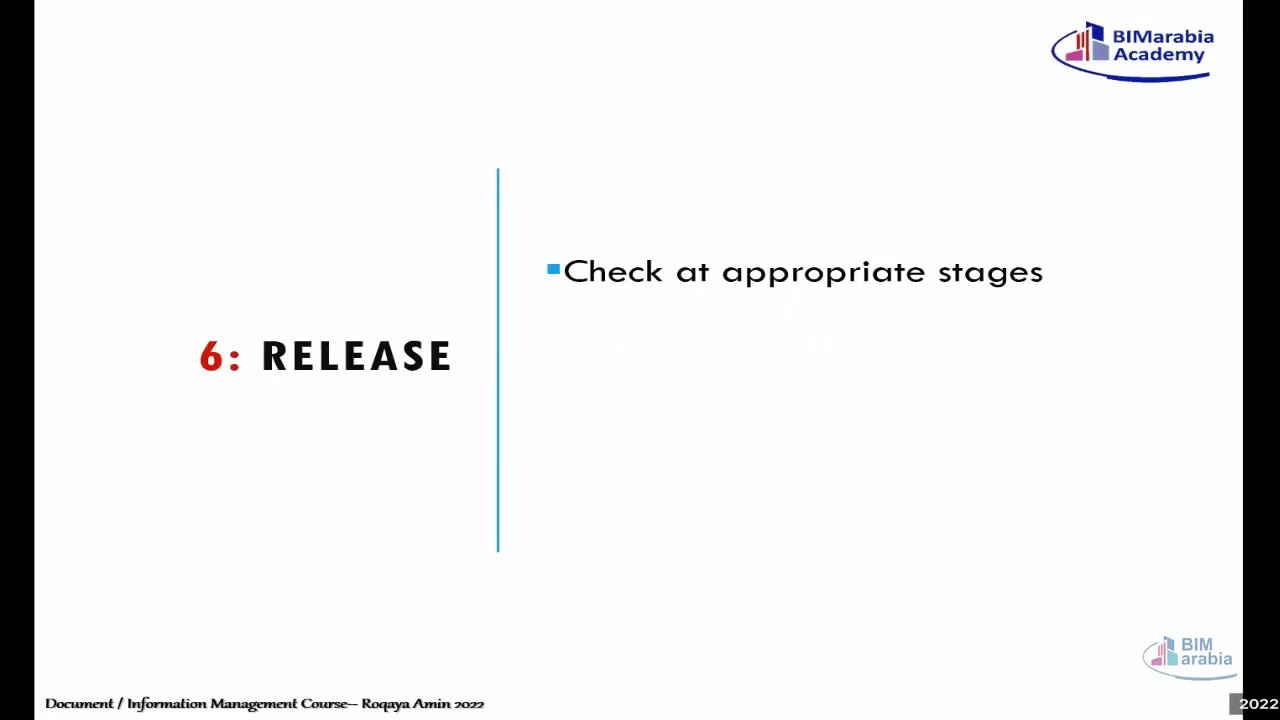 BIMarabia
Academy
Check at appropriate stages
6: RELEASE
BIM
arabia
Document / Information Management Course-- Roqaya Amin 2022
2022